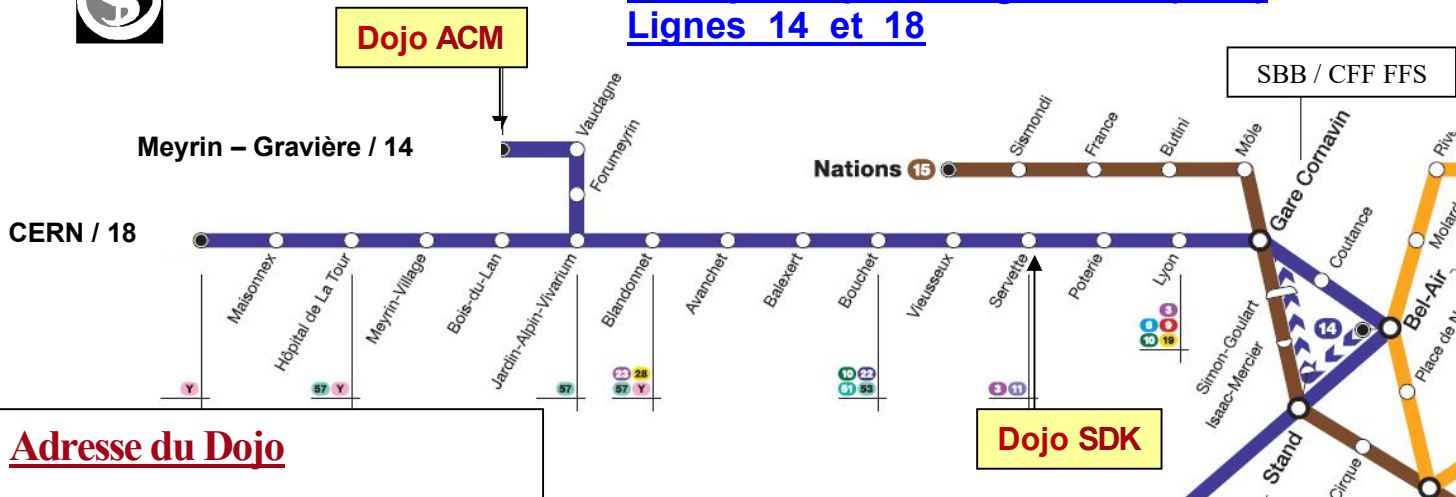 Lignes 14 et 18
Dojo ACM
SBB / CFF FFS
Vaudagne
Forumeyrin
Meyrin – Gravière / 14
Nations 15
Sismondi
France
Butini
Môle
Gare Cornavin
CERN / 18
Maisonnex
Hôpital de La Tour
Meyrin-Village
Bois-du-Lan
Jardin-Alpin-Vivarium
Blandonnet
Avanchet
Balexert
Bouchet
Vieusseux
Servette
Poterie
Lyon
Coutance
Bel-Air
Molard
Simon-Goulart
Isaac-Mercier
14
Place de
Stand
Cirque
Y
57 Y
57
23 28
57 Y
10 22
51 53
3 11
3
6 9
10 19
Dojo SDK
Adresse du Dojo